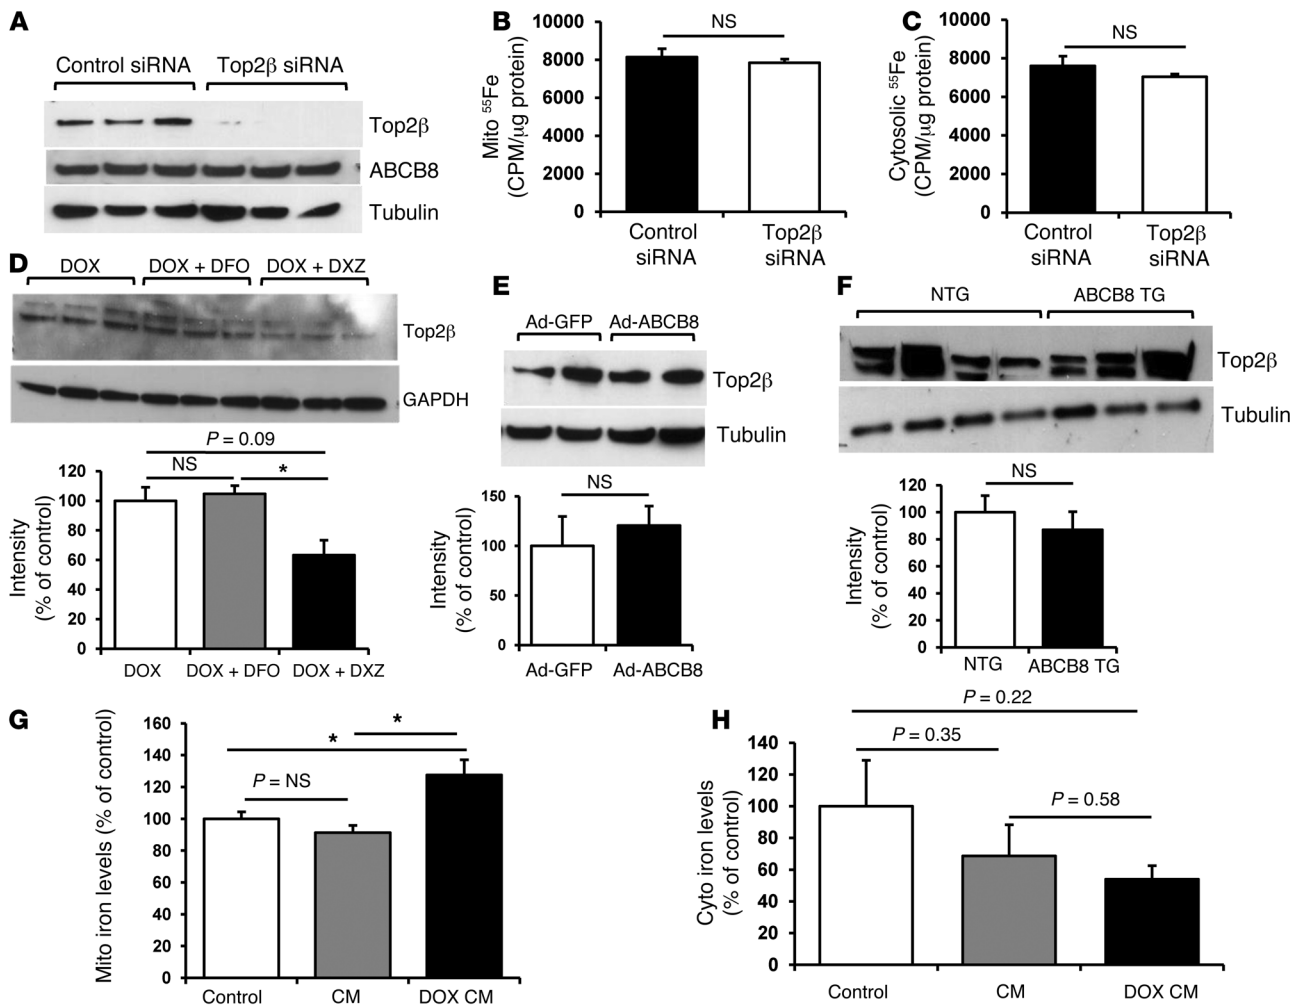 A
Control siRNA
Top2β siRNA
Top2β
ABCB8
Tubulin
B
NS
Mito ⁵⁵Fe
(CPM/μg protein)
10000
8000
6000
4000
2000
0
Control
siRNA
Top2β
siRNA
C
NS
Cytosolic ⁵⁵Fe
(CPM/μg protein)
10000
8000
6000
4000
2000
0
Control
siRNA
Top2β
siRNA
D
DOX
DOX + DFO
DOX + DXZ
Top2β
GAPDH
P = 0.09
NS
*
Intensity
(% of control)
120
100
80
60
40
20
0
DOX
DOX + DFO
DOX + DXZ
E
Ad-GFP
Ad-ABCB8
Top2β
Tubulin
NS
Intensity
(% of control)
150
100
50
0
Ad-GFP
Ad-ABCB8
F
NTG
ABCB8 TG
Top2β
Tubulin
NS
Intensity
(% of control)
120
100
80
60
40
20
0
NTG
ABCB8 TG
G
Mito iron levels (% of control)
160
140
120
100
80
60
40
20
0
*
*
P = NS
Control
CM
DOX CM
H
P = 0.22
P = 0.35
P = 0.58
Cyto iron levels
(% of control)
140
120
100
80
60
40
20
0
Control
CM
DOX CM